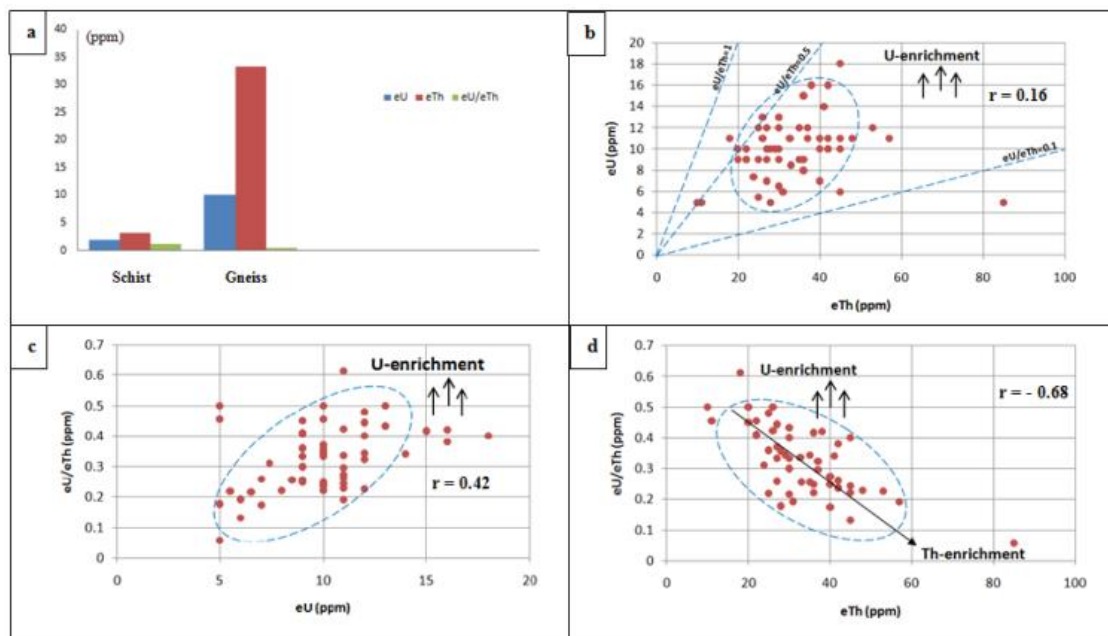 a
(ppm)
40
35
30
25
20
15
10
5
0
eU eTh eU/eTh
Schist Gneiss
b
20
18
16
14
12
10
8
6
4
2
0
eU (ppm)
eU/eTh=1
eU/eTh=0.5
U-enrichment
r = 0.16
eU/eTh=0.1
0 20 40 60 80 100
eTh (ppm)
c
0.7
0.6
0.5
0.4
0.3
0.2
0.1
0
eU/eTh (ppm)
U-enrichment
r = 0.42
0 5 10 15 20
eU (ppm)
d
0.7
0.6
0.5
0.4
0.3
0.2
0.1
0
eU/eTh (ppm)
U-enrichment
r = - 0.68
Th-enrichment
0 20 40 60 80 100
eTh (ppm)